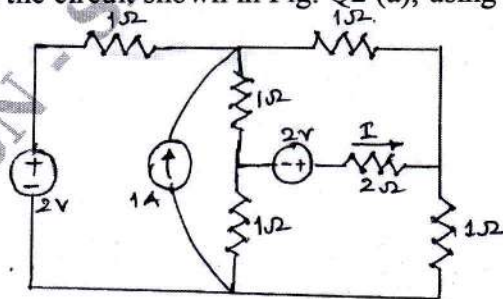 the circuit shown in Fig. Q2 (a), using
1Ω 1Ω
1Ω
2V I
+ - + 2Ω
- 2V 1A 1Ω 1Ω